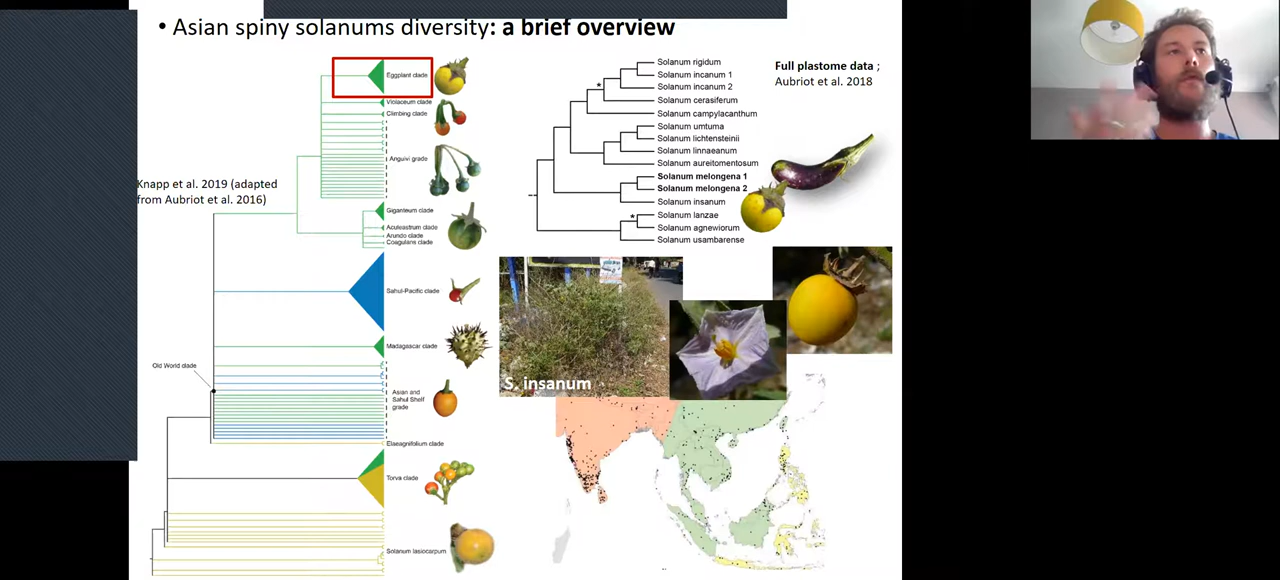 • Asian spiny solanums diversity: a brief overview
Eggplant clade
Violaceum clade
Climbing clade
Anguivi grade
Knapp et al. 2019 (adapted
from Aubriot et al. 2016)
Giganteum clade
Aculeastrum clade
Arundo clade
Coagulans clade
Sahul-Pacific clade
Madagascar clade
Old World clade
Asian and
Sahul Shelf
grade
Elaeagnifolium clade
Torva clade
Solanum lasiocarpum
Solanum rigidum
Solanum incanum 1
Solanum incanum 2
*
Solanum cerasiferum
Solanum campylacanthum
Solanum umtuma
Solanum lichtensteinii
Solanum linnaeanum
Solanum aureitomentosum
Solanum melongena 1
Solanum melongena 2
Solanum insanum
*
Solanum lanzae
Solanum agnewiorum
Solanum usambarense
Full plastome data ;
Aubriot et al. 2018
S. insanum